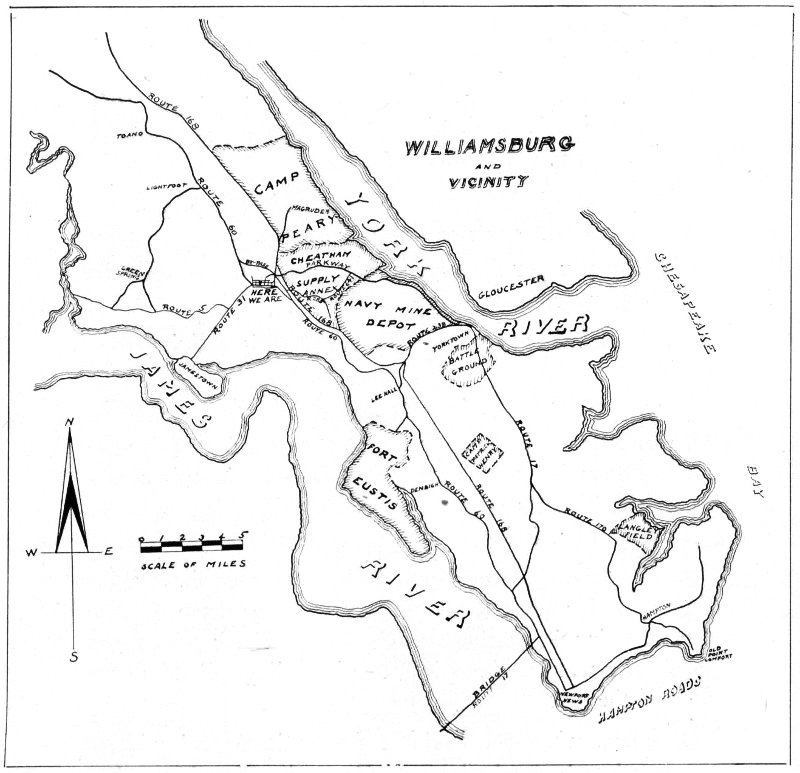 WILLIAMSBURG
AND
VICINITY
ROUTE 168
TOANO
LIGHTFOOT
ROUTE 60
CAMP
MAGRUDER
PEARY
YORK
RIVER
CHEATHAM
PARKWAY
SUPPLY
ANNEX
BY-PASS
HERE
WE ARE
GREEN
SPRING
ROUTE 5
ROUTE 31
ROUTE 168
ROUTE 60
NAVY MINE
DEPOT
ROUTE 238
GLOUCESTER
CHESAPEAKE
BAY
YORKTOWN
BATTLE
GROUND
JAMESTOWN
JAMES
RIVER
LEE HALL
FORT
EUSTIS
CAMP
HENRY
DENBIGH
ROUTE 60
ROUTE 168
ROUTE 17
ROUTE 170
LANGLEY
FIELD
HAMPTON
OLD
POINT
COMFORT
NEWPORT
NEWS
HAMPTON ROADS
BRIDGE
ROUTE 17
N
W
E
S
0 1 2 3 4 5
SCALE OF MILES